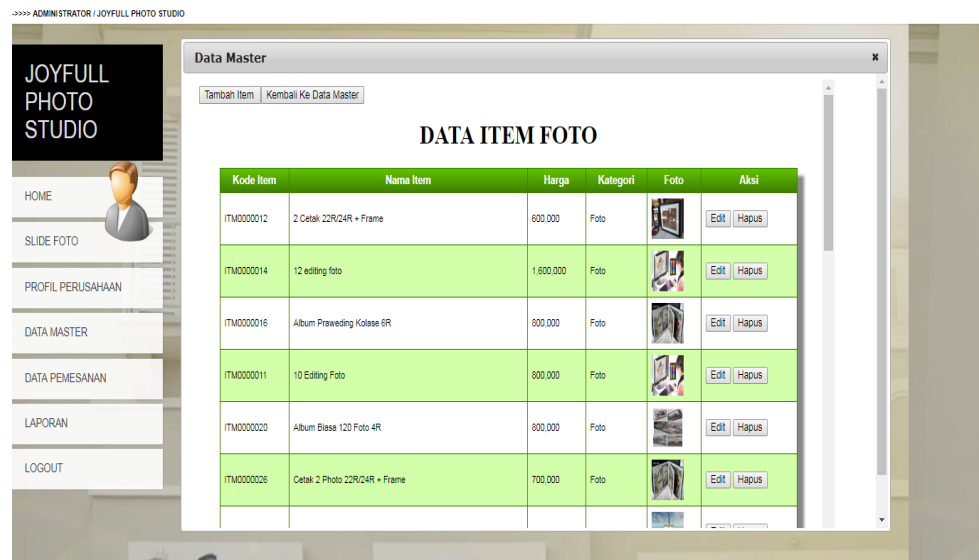 ->>>> ADMINISTRATOR / JOYFULL PHOTO STUDIO
JOYFULL
PHOTO
STUDIO
HOME
SLIDE FOTO
PROFIL PERUSAHAAN
DATA MASTER
DATA PEMESANAN
LAPORAN
LOGOUT
Data Master
Tambah Item Kembali Ke Data Master
DATA ITEM FOTO
Kode Item Nama Item Harga Kategori Foto Aksi
ITM0000012 2 Cetak 22R/24R + Frame 600,000 Foto Edit Hapus
ITM0000014 12 editing foto 1,600,000 Foto Edit Hapus
ITM0000016 Album Praweding Kolase 6R 800,000 Foto Edit Hapus
ITM0000011 10 Editing Foto 800,000 Foto Edit Hapus
ITM0000020 Album Biasa 120 Foto 4R 800,000 Foto Edit Hapus
ITM0000026 Cetak 2 Photo 22R/24R + Frame 700,000 Foto Edit Hapus